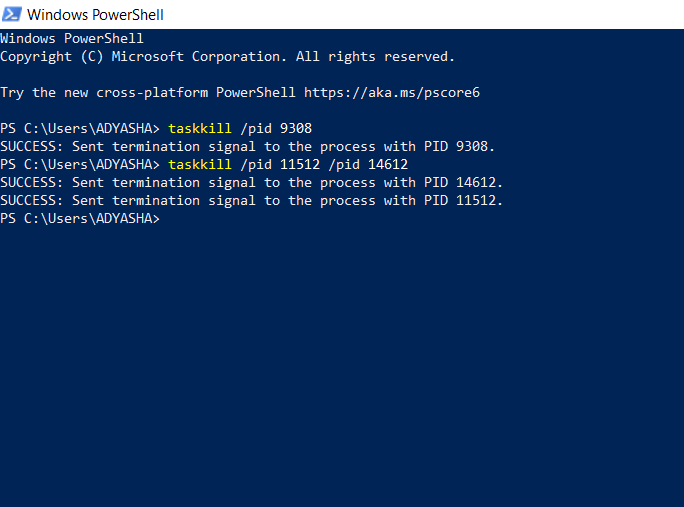 Windows PowerShell
Windows PowerShell
Copyright (C) Microsoft Corporation. All rights reserved.
Try the new cross-platform PowerShell https://aka.ms/pscore6
PS C:\Users\ADYASHA> taskkill /pid 9308
SUCCESS: Sent termination signal to the process with PID 9308.
PS C:\Users\ADYASHA> taskkill /pid 11512 /pid 14612
SUCCESS: Sent termination signal to the process with PID 14612.
SUCCESS: Sent termination signal to the process with PID 11512.
PS C:\Users\ADYASHA>